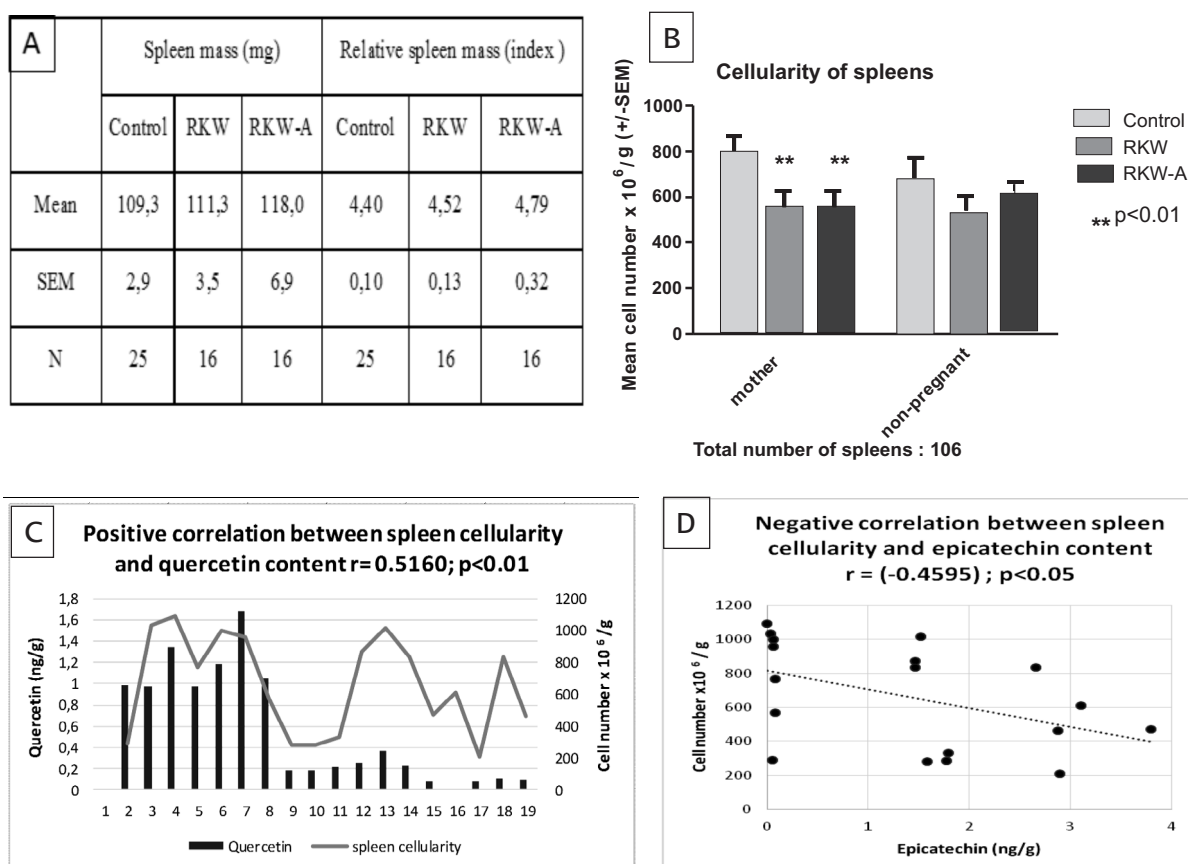 A
Spleen mass (mg) Relative spleen mass (index )
Control RKW RKW-A Control RKW RKW-A
Mean 109,3 111,3 118,0 4,40 4,52 4,79
SEM 2,9 3,5 6,9 0,10 0,13 0,32
N 25 16 16 25 16 16
B
Cellularity of spleens
Mean cell number x 10⁶/ g (+/-SEM)
1000
800
600
400
200
0
** **
mother
non-pregnant
Control
RKW
RKW-A
** p<0.01
Total number of spleens : 106
C
Positive correlation between spleen cellularity
and quercetin content r= 0.5160; p<0.01
Quercetin (ng/g)
1,8
1,6
1,4
1,2
1
0,8
0,6
0,4
0,2
0
1200
1000
800
600
400
200
0
Cell number x 10⁶/g
1 2 3 4 5 6 7 8 9 10 11 12 13 14 15 16 17 18 19
Quercetin spleen cellularity
D
Negative correlation between spleen
cellularity and epicatechin content
r = (-0.4595) ; p<0.05
Cell number x10⁶ / g
1200
1000
800
600
400
200
0
0 1 2 3 4
Epicatechin (ng/g)